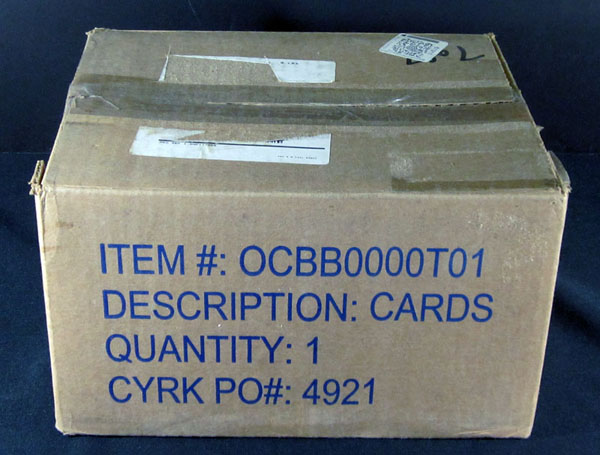 ITEM #: OCBB0000T01
DESCRIPTION: CARDS
QUANTITY: 1
CYRK PO#: 4921